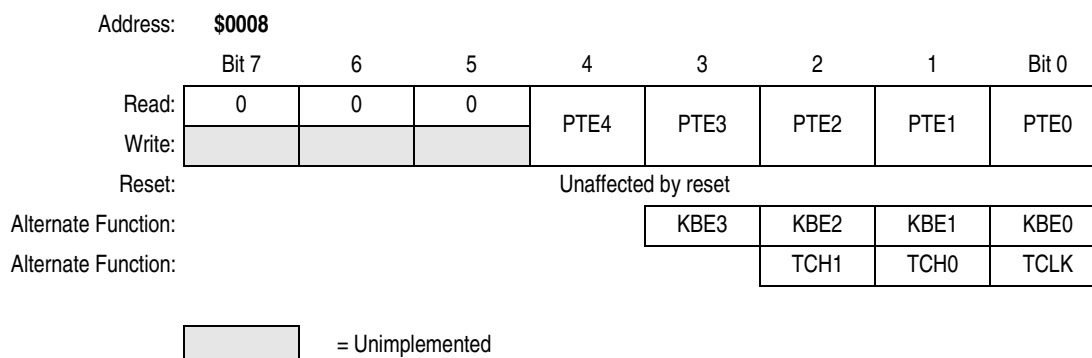 Address: $0008
Bit 7 6 5 4 3 2 1 Bit 0
Read: 0 0 0 PTE4 PTE3 PTE2 PTE1 PTE0
Write:
Reset: Unaffected by reset
Alternate Function: KBE3 KBE2 KBE1 KBE0
Alternate Function: TCH1 TCH0 TCLK
= Unimplemented